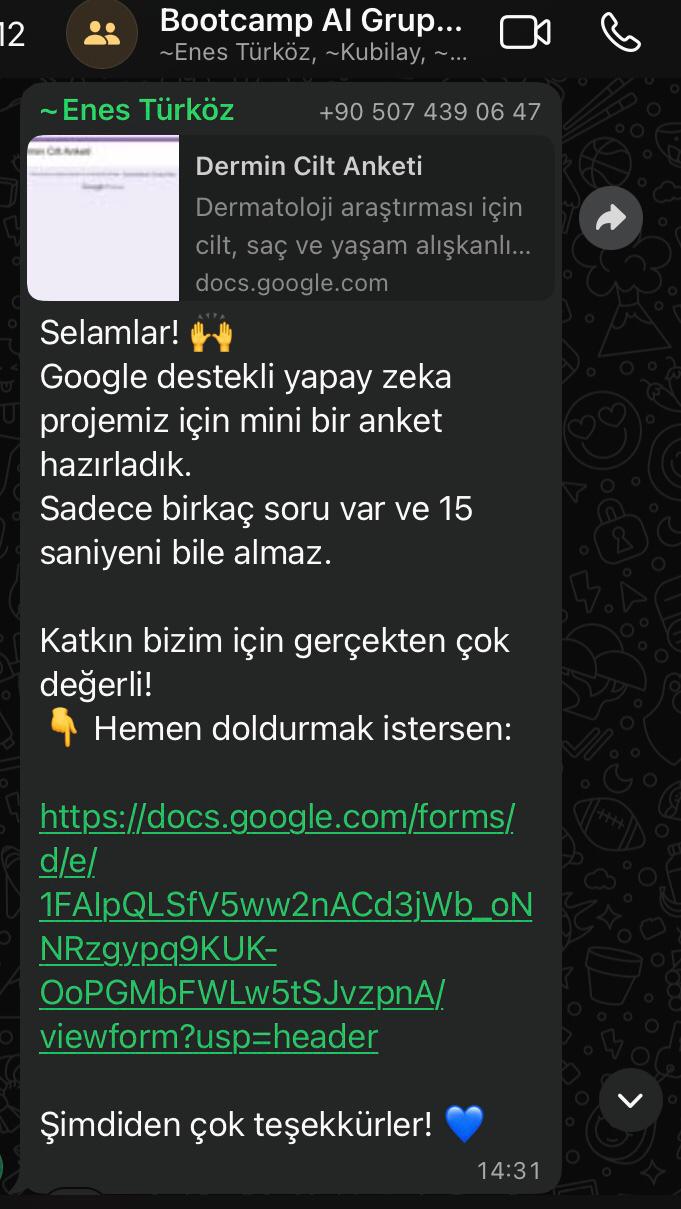 12
Bootcamp AI Grup...
~Enes Türköz, ~Kubilay, ~...
~Enes Türköz +90 507 439 06 47
Dermin Cilt Anketi
Dermatoloji araştırması için
cilt, saç ve yaşam alışkanlı...
docs.google.com
Selamlar! 🙌
Google destekli yapay zeka
projemiz için mini bir anket
hazırladık.
Sadece birkaç soru var ve 15
saniyeni bile almaz.
Katkın bizim için gerçekten çok
değerli!
👇 Hemen doldurmak istersen:
https://docs.google.com/forms/
d/e/
1FAIpQLSfV5ww2nACd3jWb_oN
NRzgypq9KUK-
OoPGMbFWLw5tSJvzpnA/
viewform?usp=header
Şimdiden çok teşekkürler! 💙
14:31